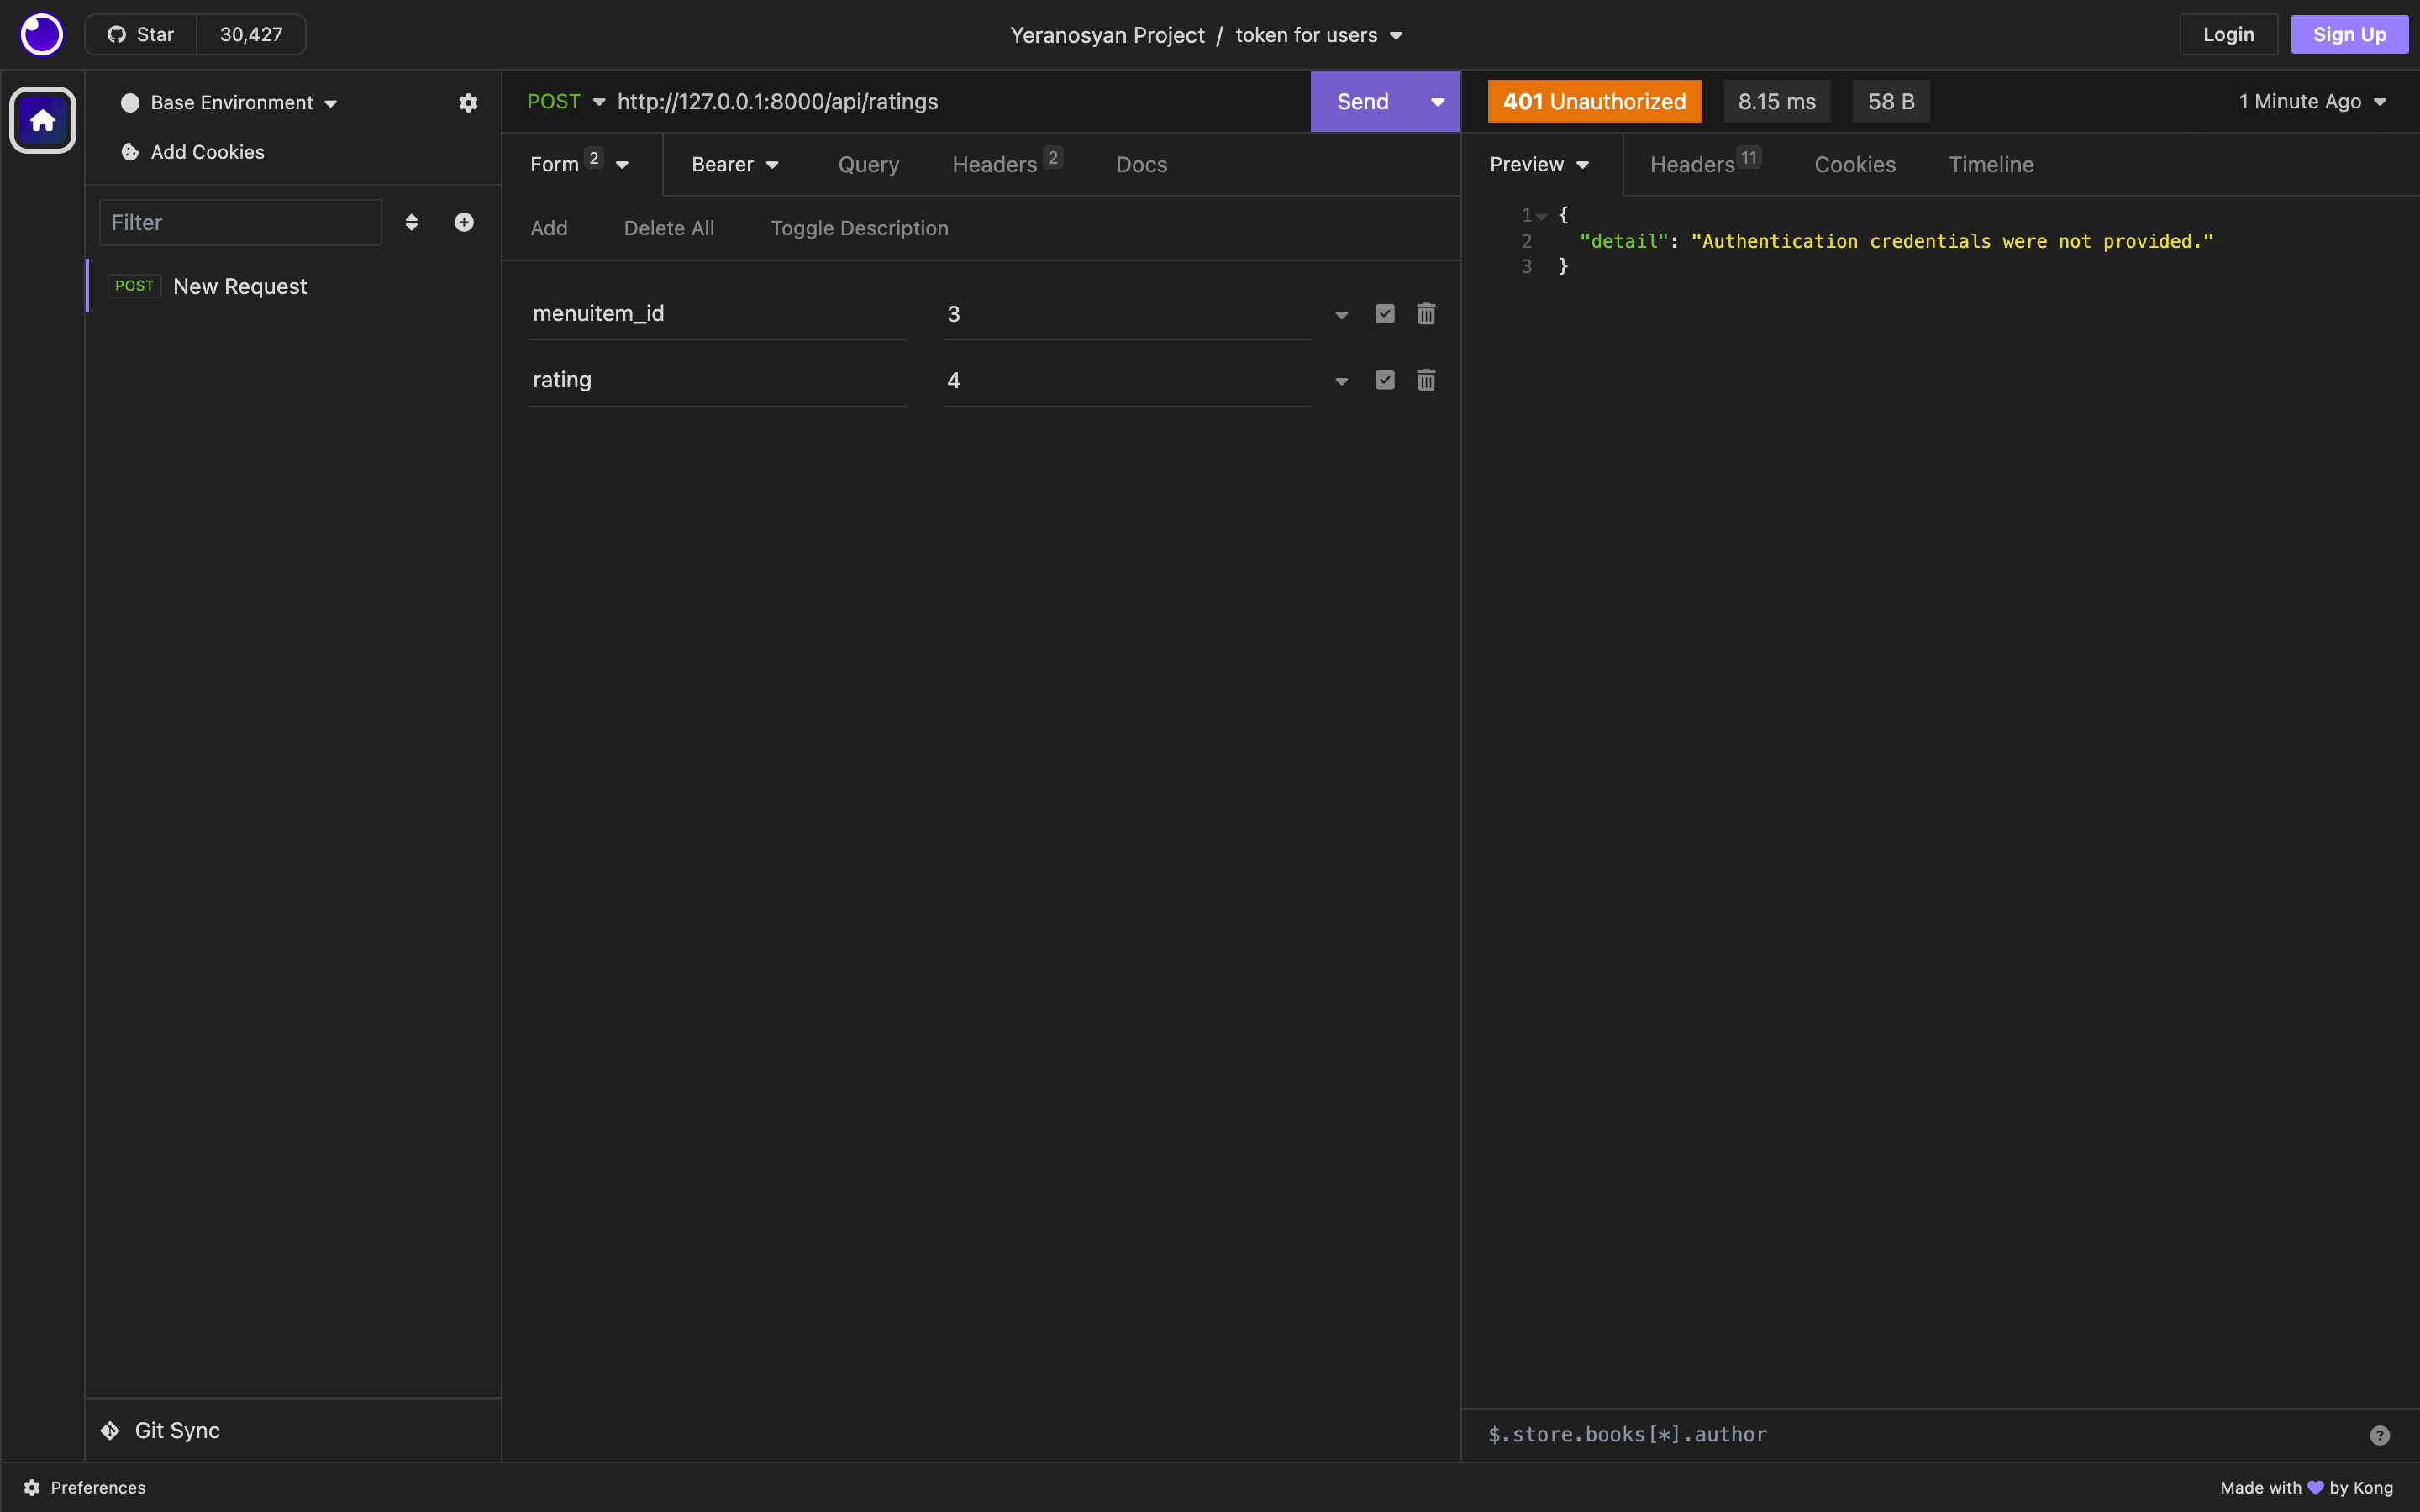 Star 30,427
Yeranosyan Project / token for users
Login
Sign Up
Base Environment
Add Cookies
Filter
POST New Request
Git Sync
POST http://127.0.0.1:8000/api/ratings
Send
Form 2
Bearer
Query
Headers 2
Docs
Add
Delete All
Toggle Description
menuitem_id 3
rating 4
401 Unauthorized
8.15 ms
58 B
1 Minute Ago
Preview
Headers 11
Cookies
Timeline
1 {
2 "detail": "Authentication credentials were not provided."
3 }
$.store.books[*].author
Preferences
Made with 💜 by Kong